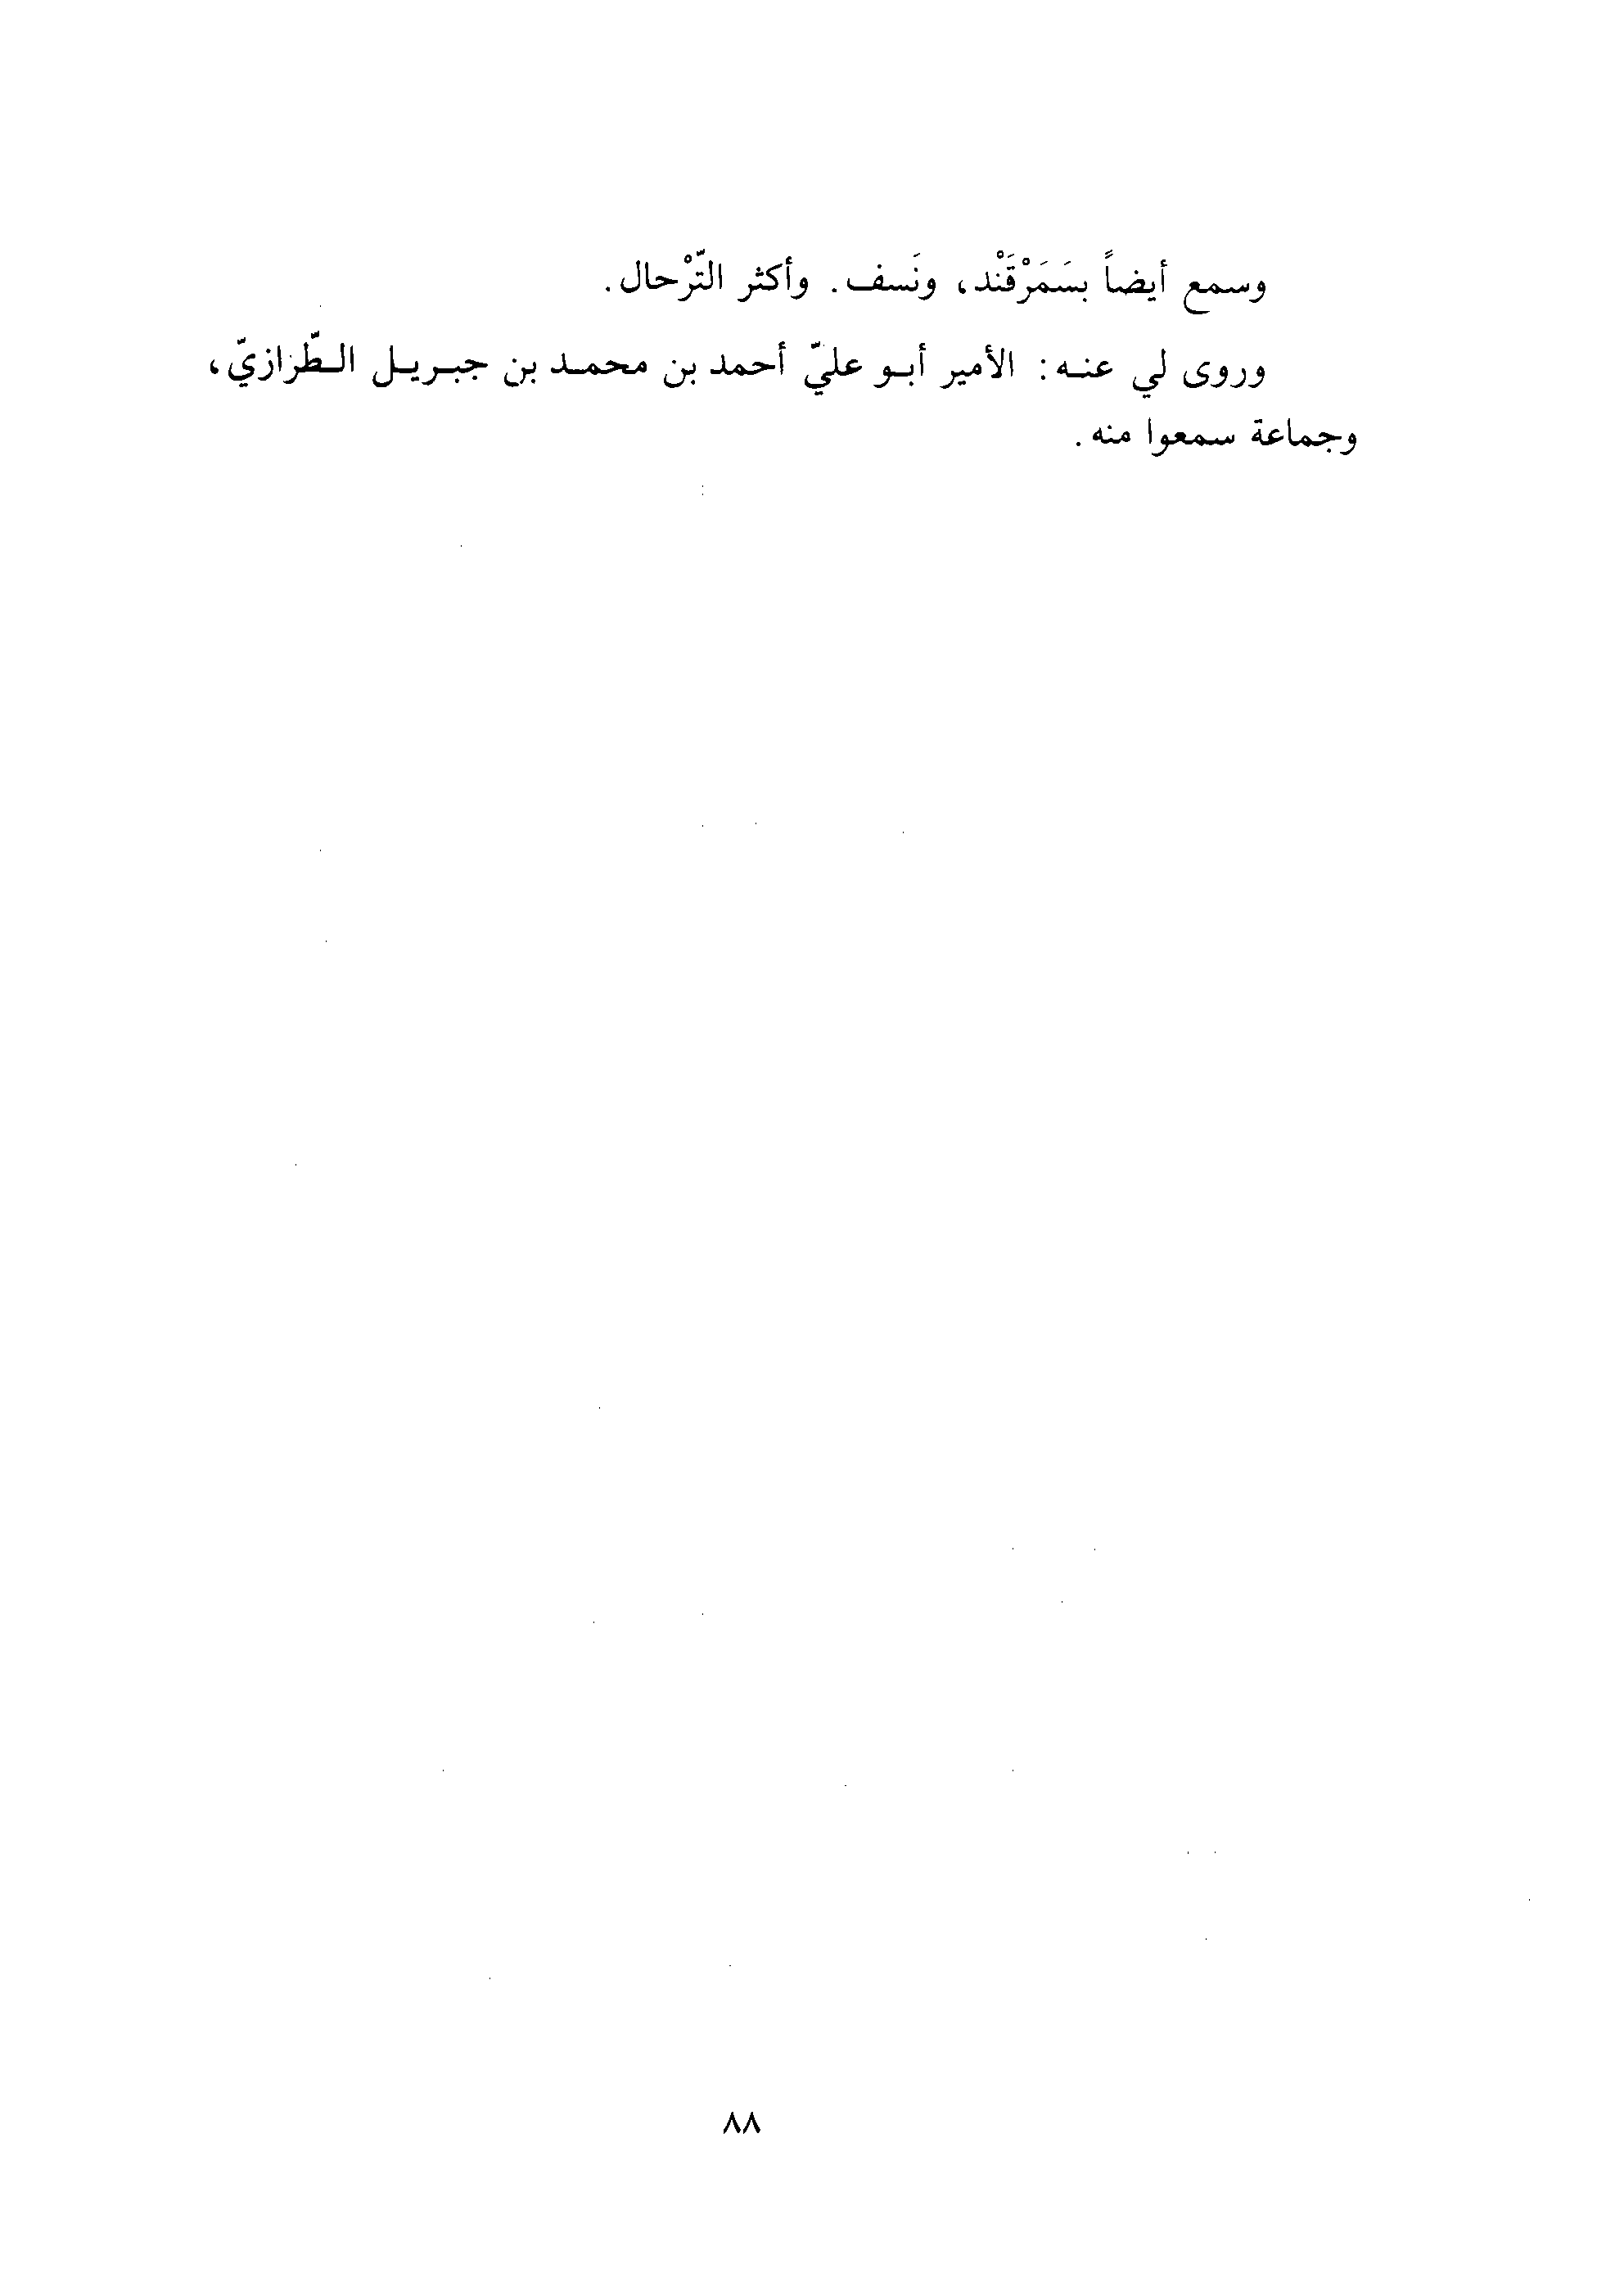 وسمع أيضاً بسَمَرْقَنْد، ونَسف. وأكثر التّرْحال.
وروى لي عنه: الأمير أبو عليّ أحمد بن محمد بن جبريل الطّرازيّ،
وجماعة سمعوا منه.
٨٨